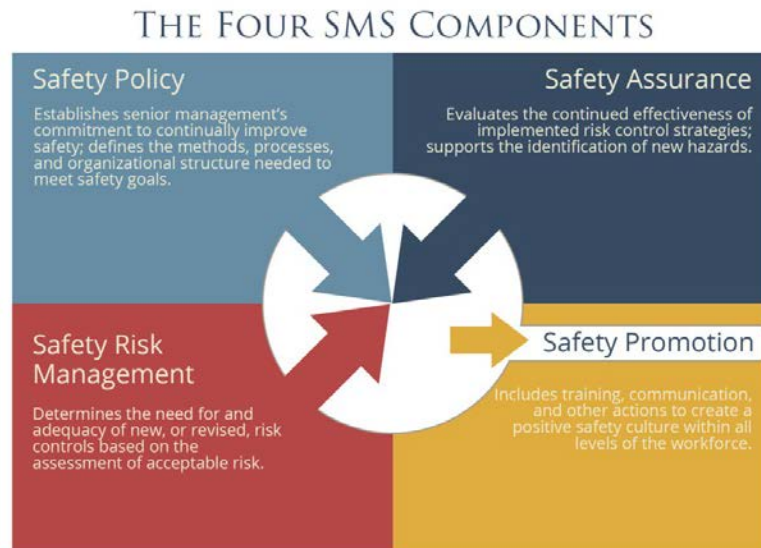 THE FOUR SMS COMPONENTS
Safety Policy
Establishes senior management's
commitment to continually improve
safety; defines the methods, processes,
and organizational structure needed to
meet safety goals.
Safety Assurance
Evaluates the continued effectiveness of
implemented risk control strategies;
supports the identification of new hazards.
Safety Risk
Management
Determines the need for and
adequacy of new, or revised, risk
controls based on the
assessment of acceptable risk.
Safety Promotion
Includes training, communication,
and other actions to create a
positive safety culture within all
levels of the workforce.